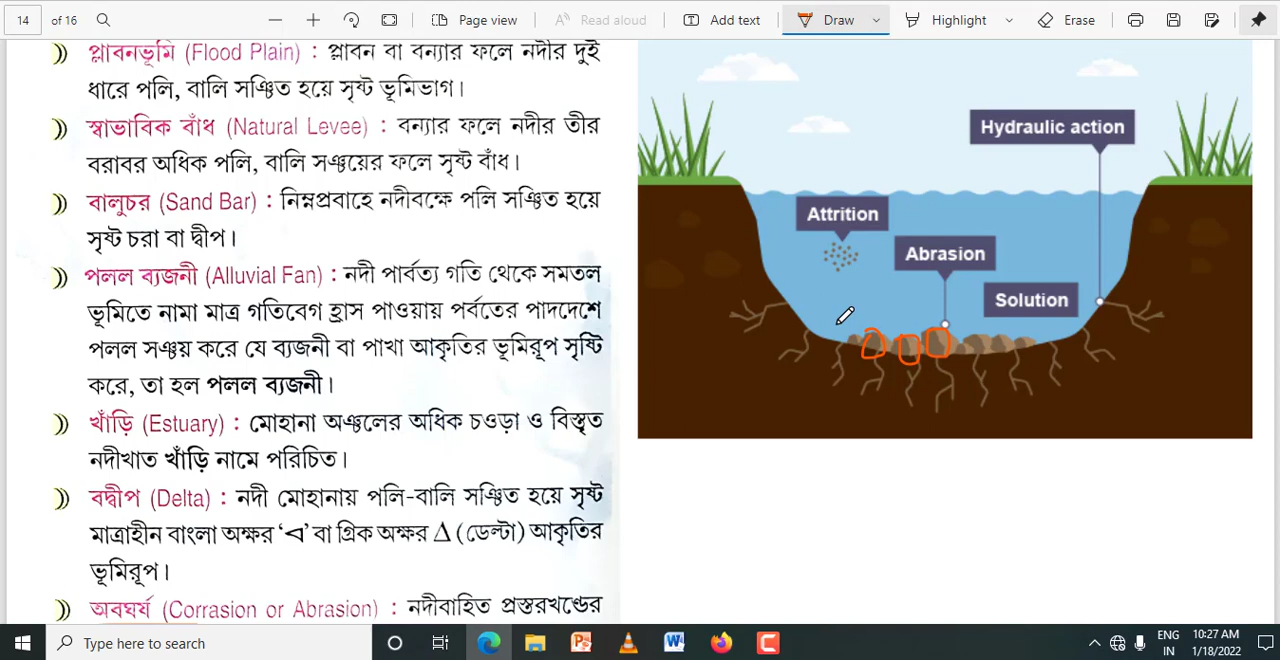 14 of 16 Page view Read aloud Add text Draw Highlight Erase
প্লাবনভূমি (Flood Plain) : প্লাবন বা বন্যার ফলে নদীর দুই
ধারে পলি, বালি সঞ্চিত হয়ে সৃষ্ট ভূমিভাগ।
স্বাভাবিক বাঁধ (Natural Levee) : বন্যার ফলে নদীর তীর
বরাবর অধিক পলি, বালি সঞ্চয়ের ফলে সৃষ্ট বাঁধ।
বালুচর (Sand Bar) : নিম্নপ্রবাহে নদীবক্ষে পলি সঞ্চিত হয়ে
সৃষ্ট চরা বা দ্বীপ।
পলল ব্যজনী (Alluvial Fan) : নদী পার্বত্য গতি থেকে সমতল
ভূমিতে নামা মাত্র গতিবেগ হ্রাস পাওয়ায় পর্বতের পাদদেশে
পলল সঞ্চয় করে যে ব্যজনী বা পাখা আকৃতির ভূমিরূপ সৃষ্টি
করে, তা হল পলল ব্যজনী।
খাঁড়ি (Estuary) : মোহানা অঞ্চলের অধিক চওড়া ও বিস্তৃত
নদীখাত খাঁড়ি নামে পরিচিত।
বদ্বীপ (Delta) : নদী মোহানায় পলি-বালি সঞ্চিত হয়ে সৃষ্ট
মাত্রাহীন বাংলা অক্ষর ‘ব’ বা গ্রিক অক্ষর Δ (ডেল্টা) আকৃতির
ভূমিরূপ।
অবঘর্ষ (Corrasion or Abrasion) : নদীবাহিত প্রস্তরখণ্ডের
Hydraulic action
Attrition
Abrasion
Solution
Type here to search
ENG 10:27 AM
IN 1/18/2022